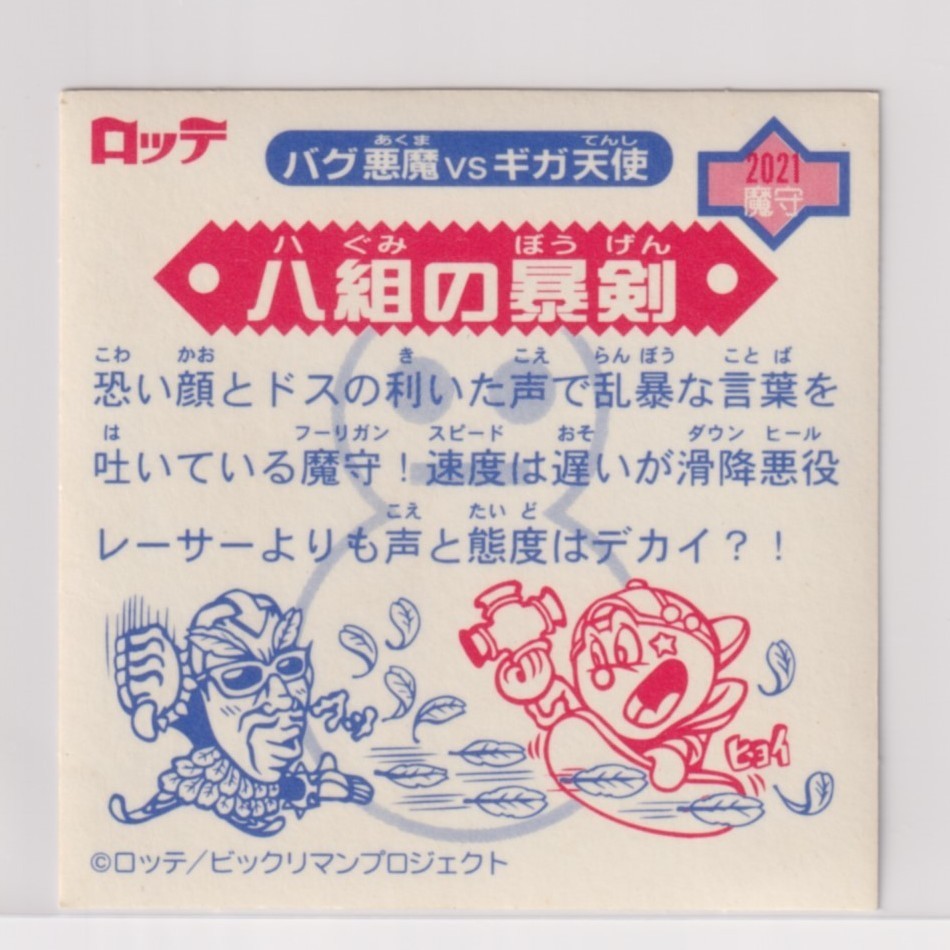 ロッテ
あくま てんし
バグ悪魔vsギガ天使
2021
魔守
ハ ぐみ ぼう げん
八組の暴剣
こわ かお き こえ らん ぼう こと ば
恐い顔とドスの利いた声で乱暴な言葉を
は フーリガン スピード おそ ダウン ヒール
吐いている魔守！速度は遅いが滑降悪役
こえ たい ど
レーサーよりも声と態度はデカイ？！
ヒョイ
©ロッテ/ビックリマンプロジェクト